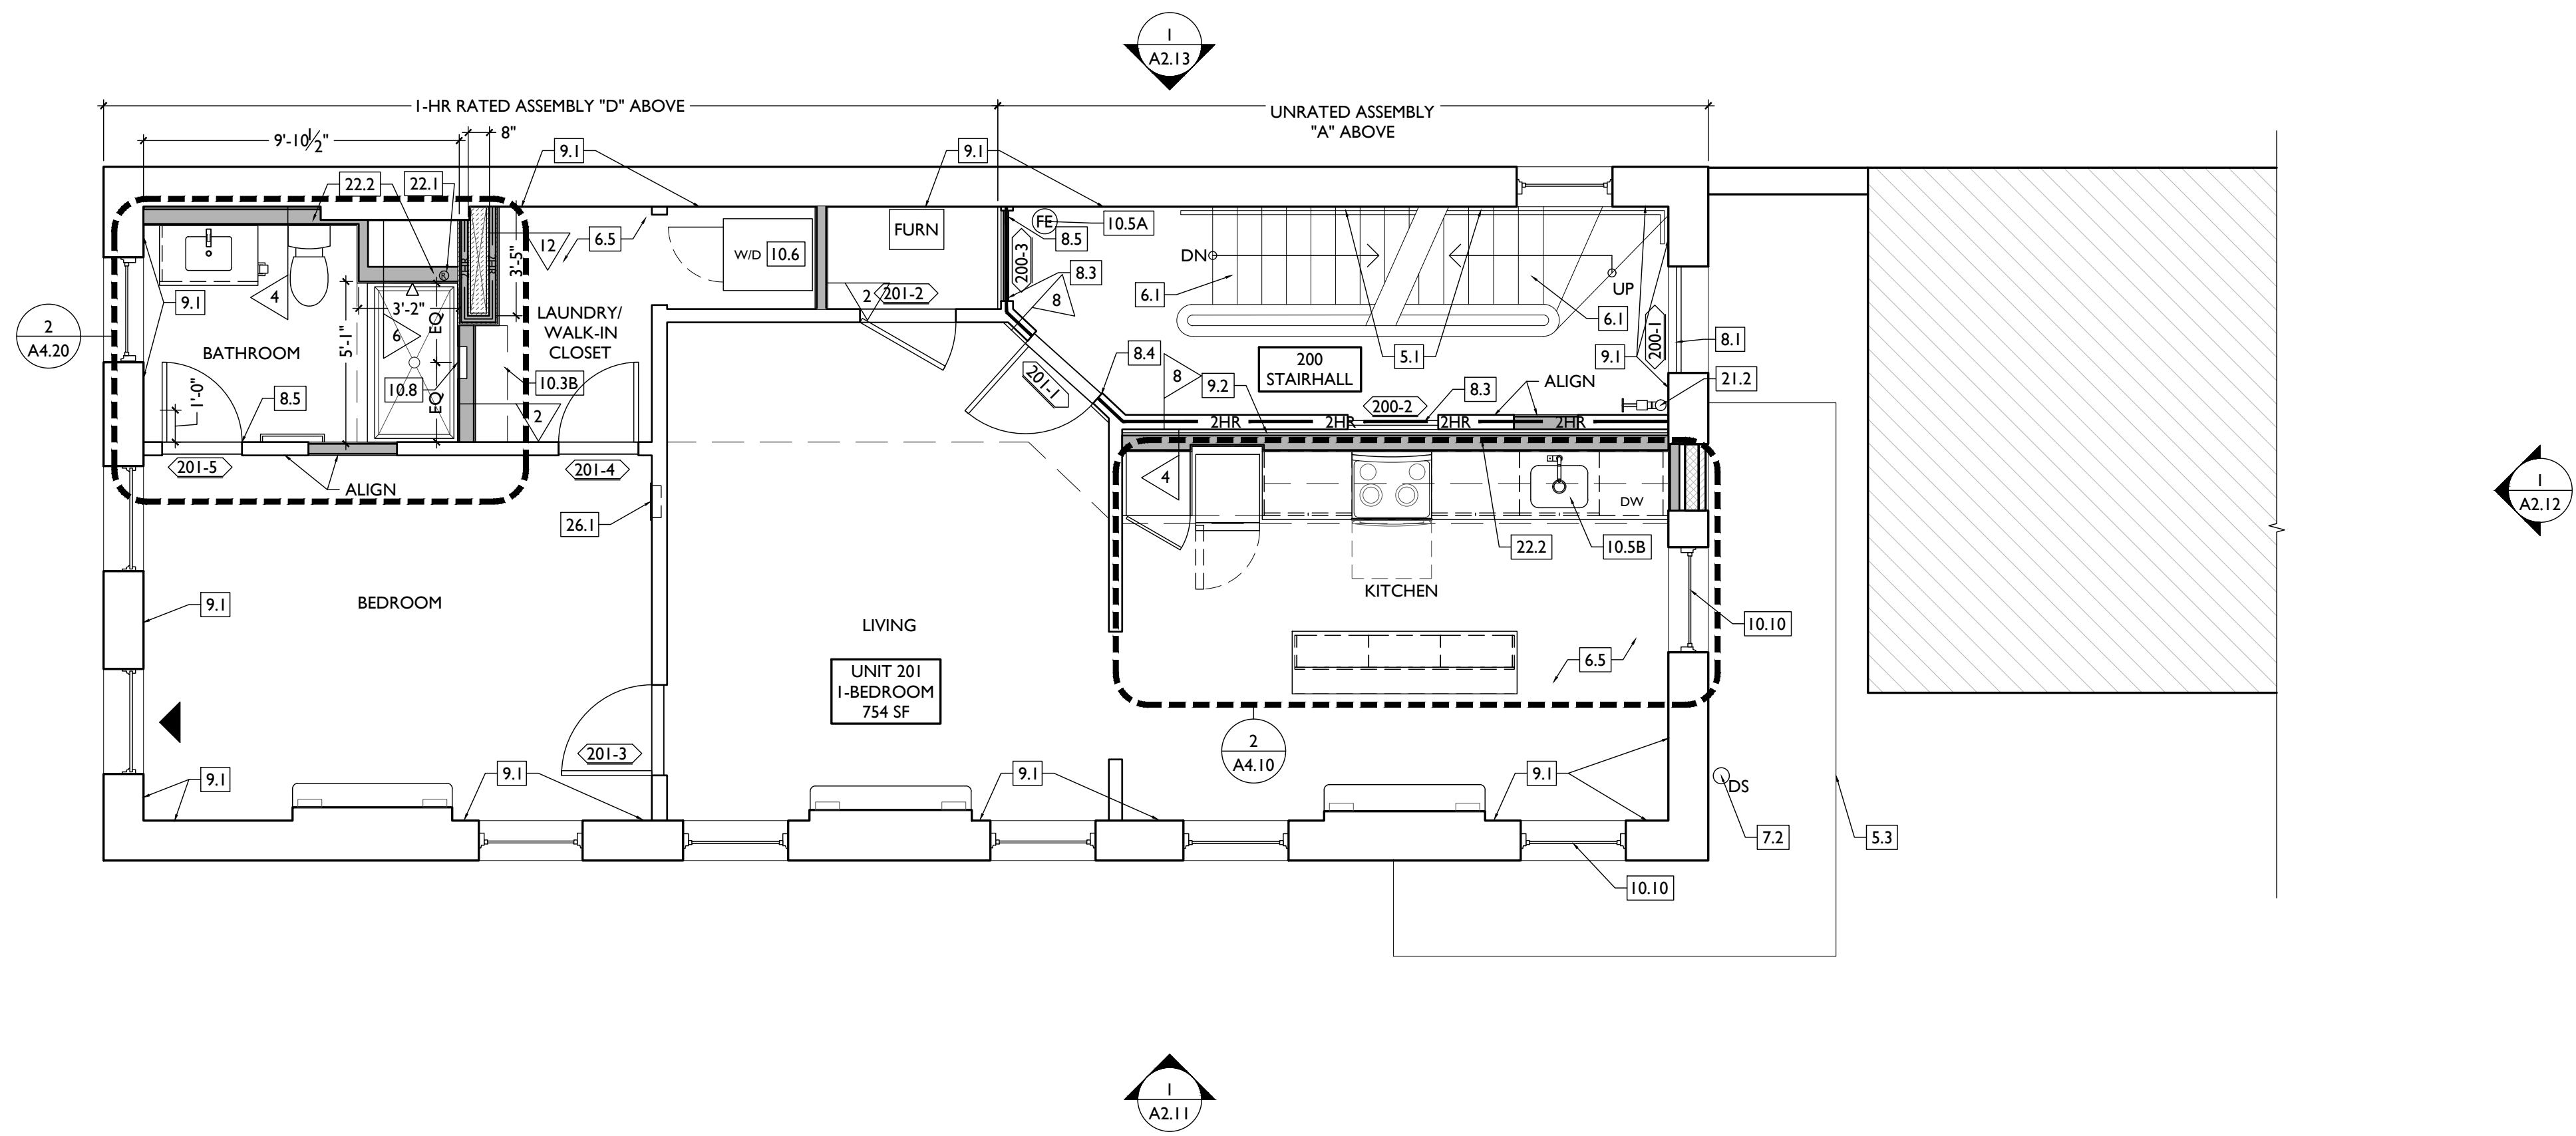 1
A2.13
1-HR RATED ASSEMBLY "D" ABOVE
UNRATED ASSEMBLY
"A" ABOVE
9'-10 1/2"
8"
9.1
9.1
22.2
22.1
12
6.5
W/D
10.6
FURN
FE
10.5A
8.5
200-3
8.3
8
DN
6.1
UP
6.1
5.1
200
STAIRHALL
9.1
200-1
8.1
21.2
2
A4.20
9.1
4
R
2HR
2HR
3'-5"
3'-2"
EQ
6
5'-1"
BATHROOM
LAUNDRY/
WALK-IN
CLOSET
2
201-2
1'-0"
8.5
10.8
EQ
10.3B
2
201-1
8.4
8
9.2
8.3
ALIGN
200-2
2HR
2HR
2HR
2HR
201-5
201-4
ALIGN
26.1
4
DW
22.2
10.5B
KITCHEN
1
A2.12
BEDROOM
9.1
LIVING
UNIT 201
1-BEDROOM
754 SF
10.10
6.5
201-3
2
A4.10
9.1
9.1
9.1
9.1
DS
7.2
5.3
10.10
1
A2.11